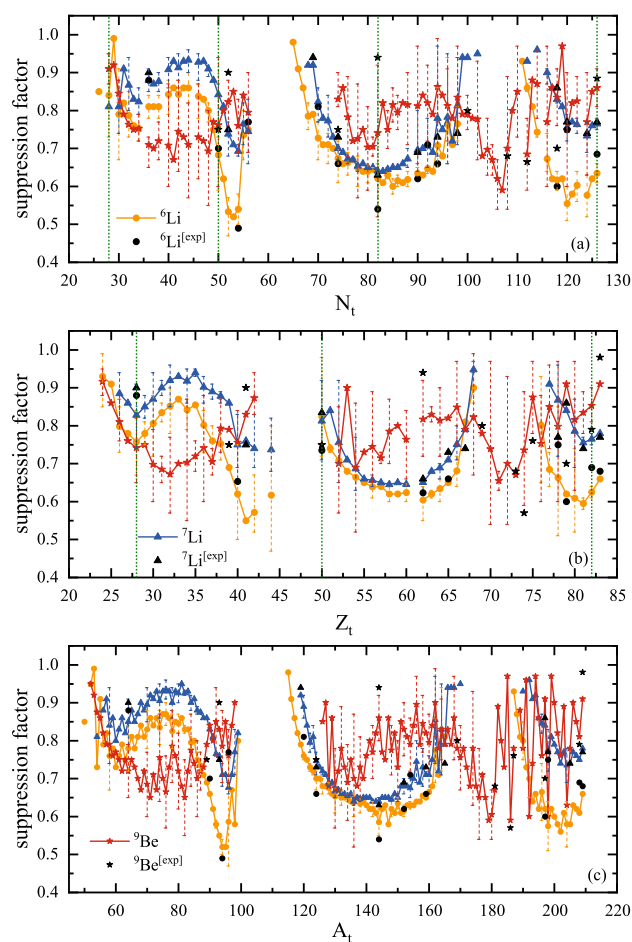 suppression factor
1.0
0.9
0.8
0.7
0.6
0.5
0.4
⁶Li
⁶Li[exp]
(a)
20 30 40 50 60 70 80 90 100 110 120 130
Nₜ
suppression factor
1.0
0.9
0.8
0.7
0.6
0.5
0.4
⁷Li
⁷Li[exp]
(b)
20 25 30 35 40 45 50 55 60 65 70 75 80 85
Zₜ
suppression factor
1.0
0.9
0.8
0.7
0.6
0.5
0.4
⁹Be
⁹Be[exp]
(c)
60 80 100 120 140 160 180 200 220
Aₜ